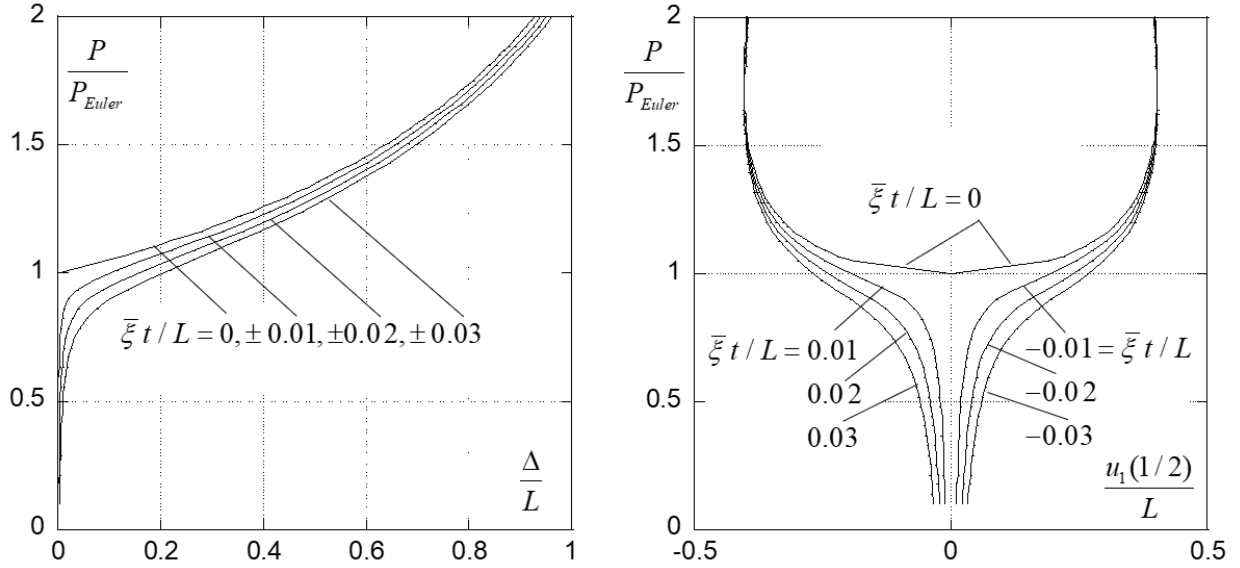 2
P
P_Euler
1.5
1
ξ̄ t / L = 0, ± 0.01, ± 0.02, ± 0.03
0.5
Δ
L
0
0 0.2 0.4 0.6 0.8 1
2
P
P_Euler
1.5
ξ̄ t / L = 0
1
ξ̄ t / L = 0.01
−0.01 = ξ̄ t / L
0.02
−0.02
0.5
0.03
−0.03
u₁(1/2)
L
0
-0.5 0 0.5